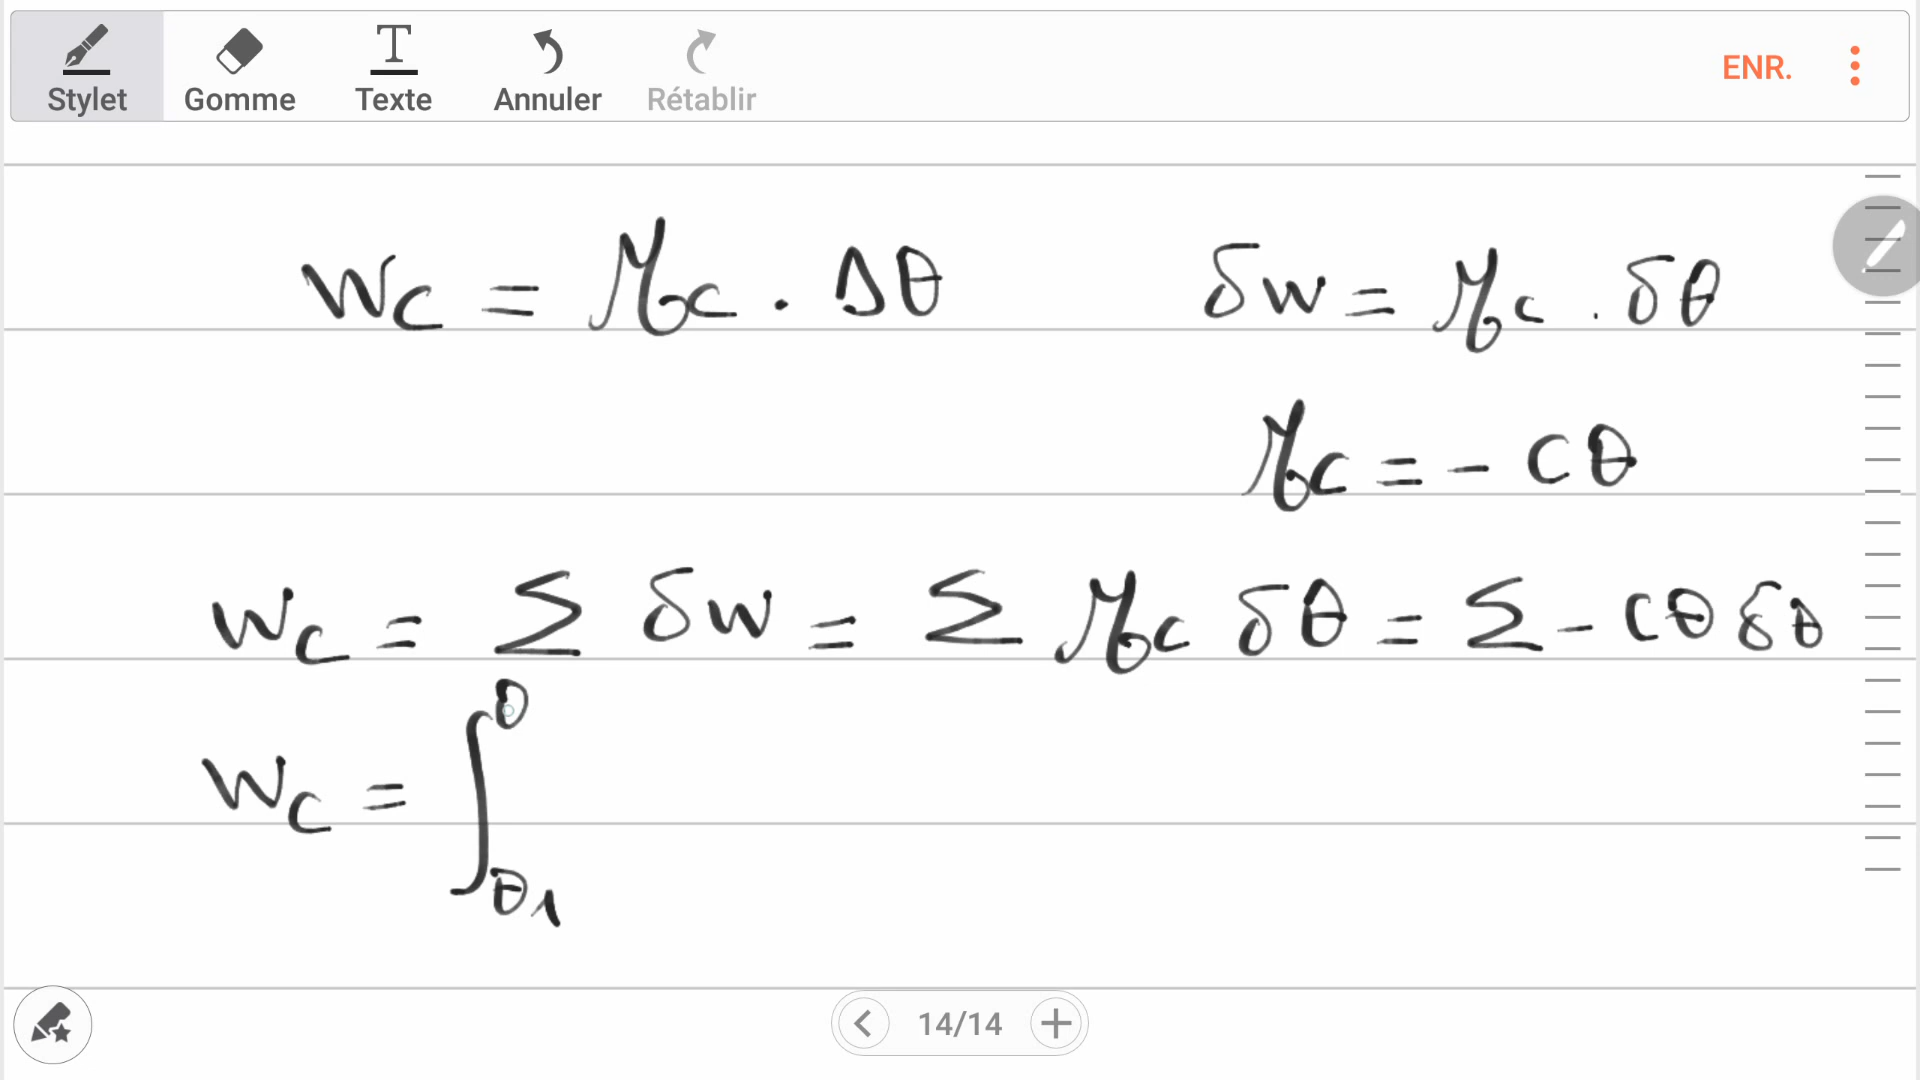 Stylet Gomme Texte Annuler Rétablir ENR.
Wc = ℳc . Δθ δw = ℳc . δθ
ℳc = - Cθ
Wc = Σ δw = Σ ℳc δθ = Σ - Cθ δθ
Wc = ∫θ1 θ
14/14